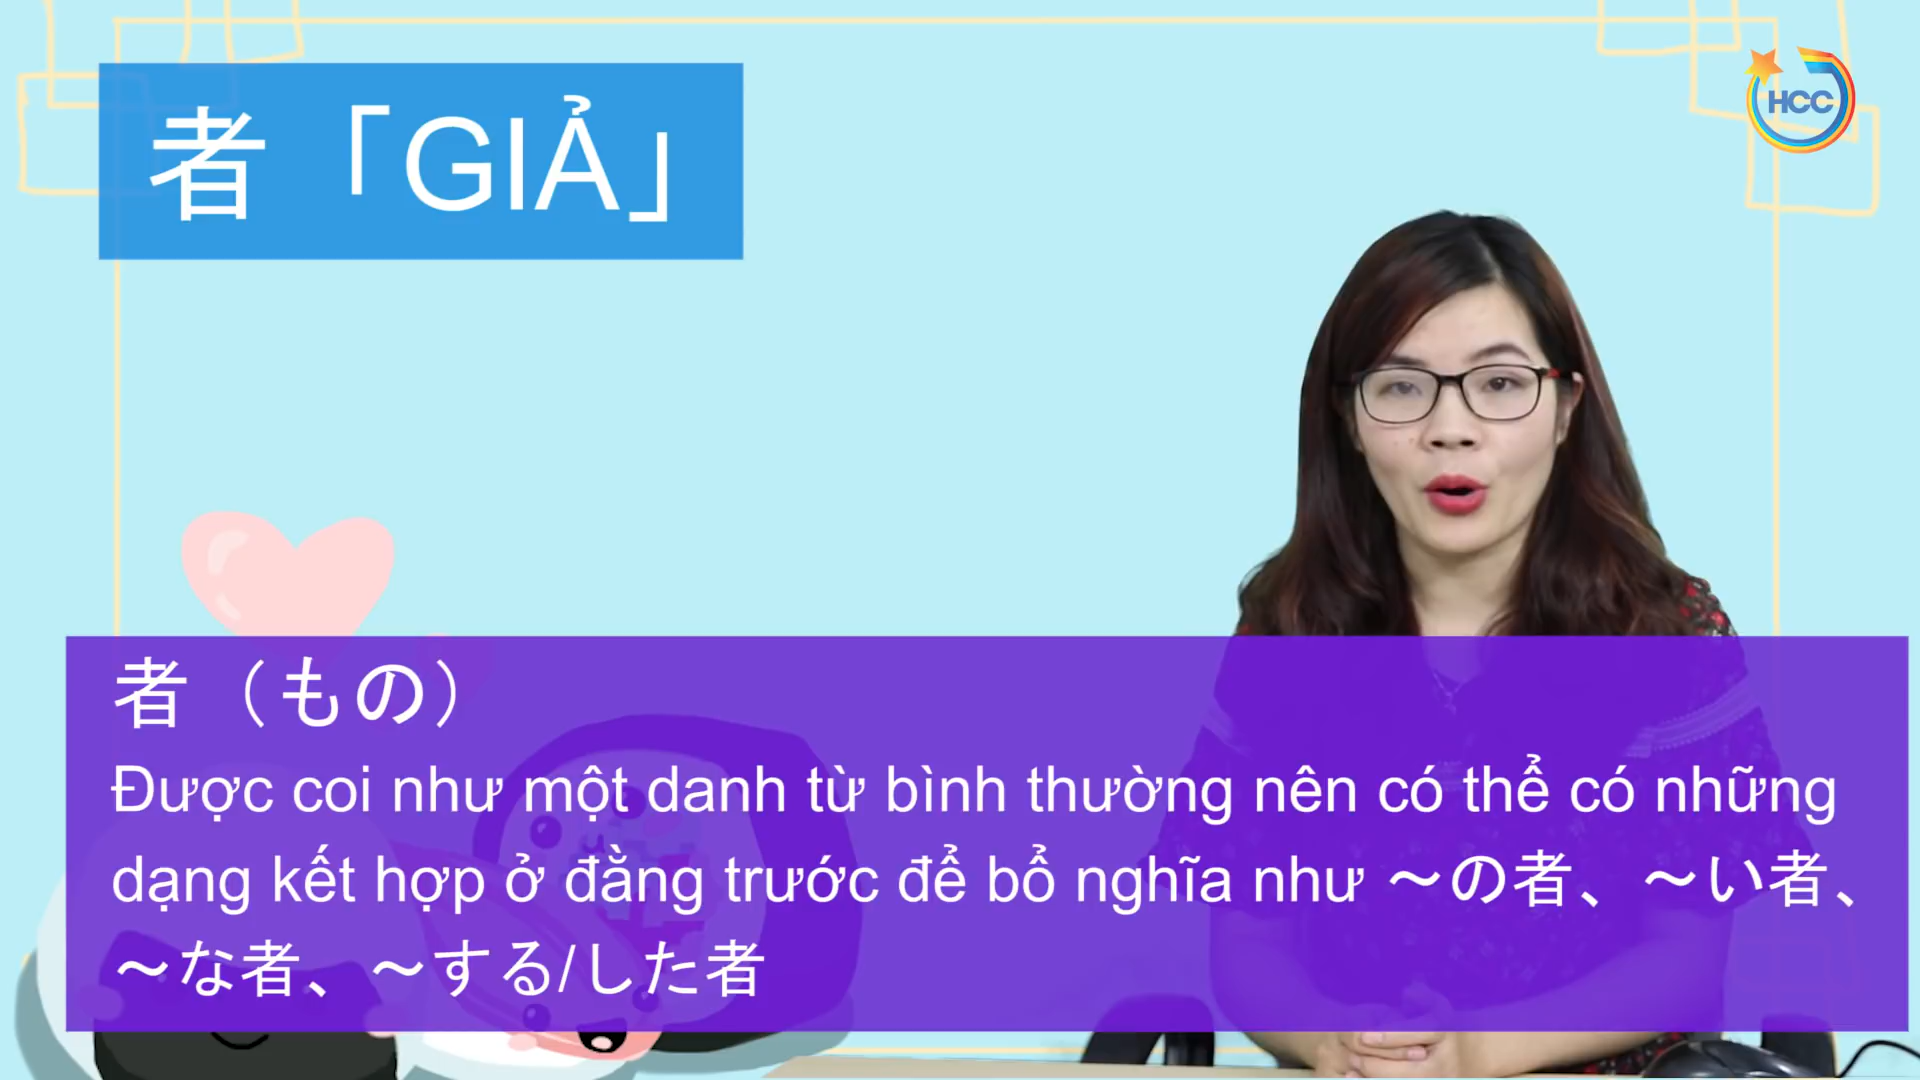 者「GIẢ」
HCC
者（もの）
Được coi như một danh từ bình thường nên có thể có những
dạng kết hợp ở đằng trước để bổ nghĩa như 〜の者、〜い者、
〜な者、〜する/した者